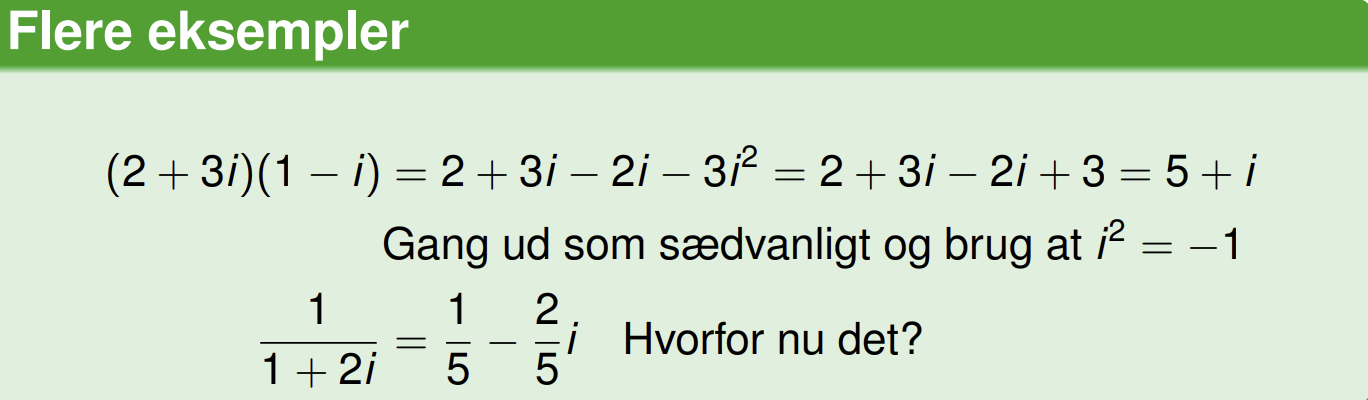 Flere eksempler
(2 + 3i)(1 − i) = 2 + 3i − 2i − 3i² = 2 + 3i − 2i + 3 = 5 + i
Gang ud som sædvanligt og brug at i² = −1
1/(1 + 2i) = 1/5 − 2/5 i Hvorfor nu det?